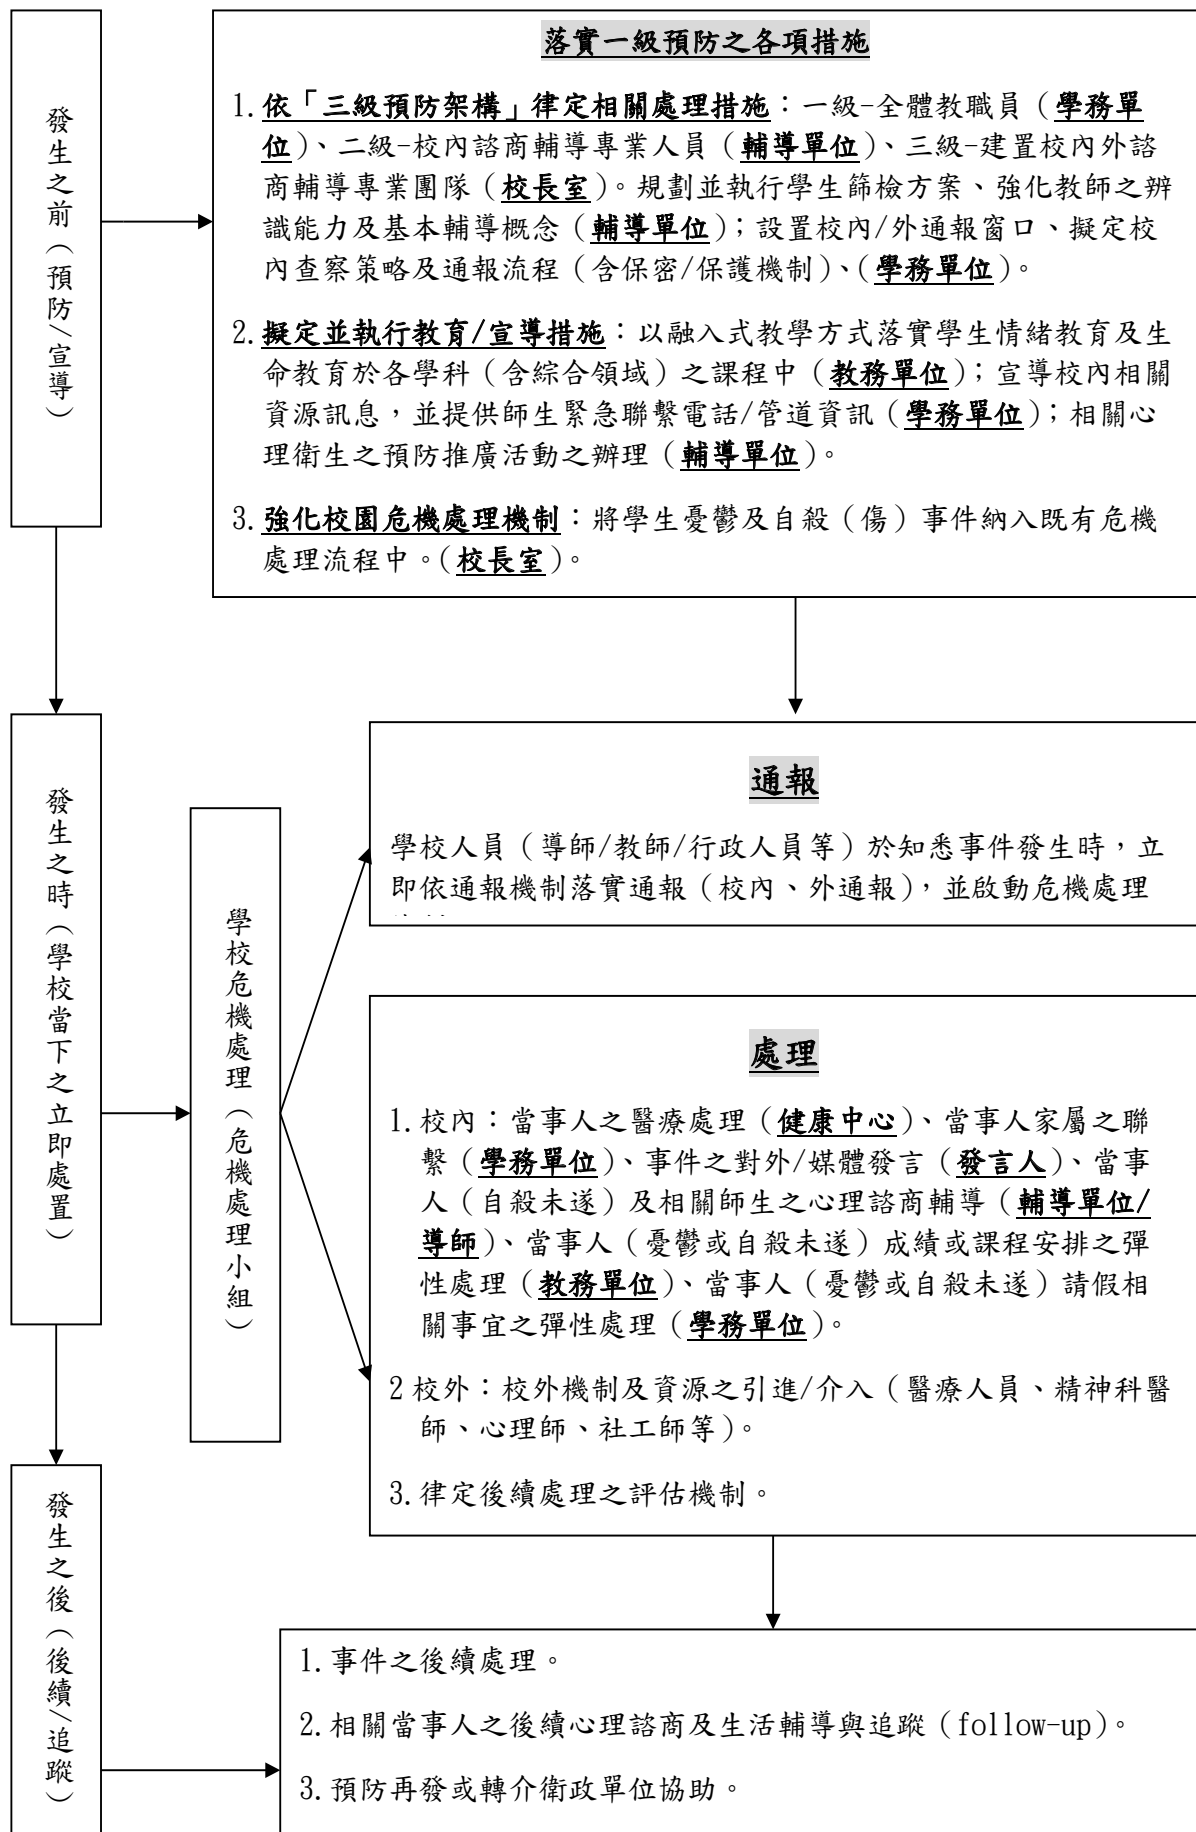 發生之前（預防/宣導）
落實一級預防之各項措施
1.依「三級預防架構」律定相關處理措施：一級-全體教職員（學務單
位）、二級-校內諮商輔導專業人員（輔導單位）、三級-建置校內外諮
商輔導專業團隊（校長室）。規劃並執行學生篩檢方案、強化教師之辨
識能力及基本輔導概念（輔導單位）；設置校內/外通報窗口、擬定校
內查察策略及通報流程（含保密/保護機制）、（學務單位）。
2.擬定並執行教育/宣導措施：以融入式教學方式落實學生情緒教育及生
命教育於各學科（含綜合領域）之課程中（教務單位）；宣導校內相關
資源訊息，並提供師生緊急聯繫電話/管道資訊（學務單位）；相關心
理衛生之預防推廣活動之辦理（輔導單位）。
3.強化校園危機處理機制：將學生憂鬱及自殺（傷）事件納入既有危機
處理流程中。（校長室）。
發生之時（學校當下之立即處置）
學校危機處理（危機處理小組）
通報
學校人員（導師/教師/行政人員等）於知悉事件發生時，立
即依通報機制落實通報（校內、外通報），並啟動危機處理
處理
1.校內：當事人之醫療處理（健康中心）、當事人家屬之聯
繫（學務單位）、事件之對外/媒體發言（發言人）、當事
人（自殺未遂）及相關師生之心理諮商輔導（輔導單位/
導師）、當事人（憂鬱或自殺未遂）成績或課程安排之彈
性處理（教務單位）、當事人（憂鬱或自殺未遂）請假相
關事宜之彈性處理（學務單位）。
2 校外：校外機制及資源之引進/介入（醫療人員、精神科醫
師、心理師、社工師等）。
3.律定後續處理之評估機制。
發生之後（後續/追蹤）
1.事件之後續處理。
2.相關當事人之後續心理諮商及生活輔導與追蹤（follow-up）。
3.預防再發或轉介衛政單位協助。